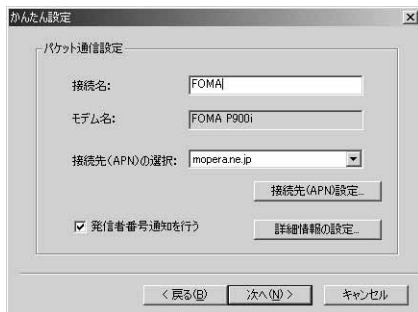 かんたん設定
パケット通信設定
接続名: FOMA
モデム名: FOMA P900i
接続先(APN)の選択: mopera.ne.jp
接続先(APN)設定...
発信者番号通知を行う 詳細情報の設定...
< 戻る(B) 次へ(N) > キャンセル